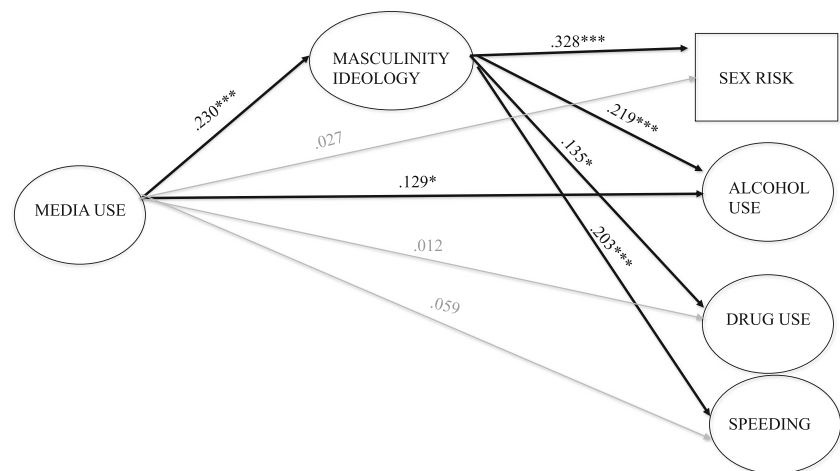 MASCULINITY
IDEOLOGY
.328***
SEX RISK
.230***
.027
.219***
.135*
.129*
MEDIA USE
ALCOHOL
USE
.203***
.012
.059
DRUG USE
SPEEDING